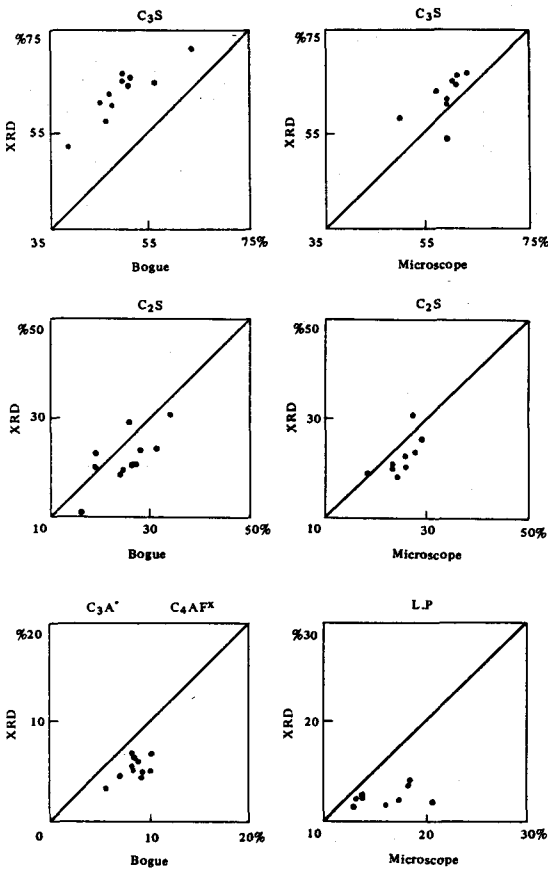 C₃S
%75
XRD
55
35 55 75%
Bogue
C₃S
%75
XRD
55
35 55 75%
Microscope
C₂S
%50
XRD
30
10 30 50%
Bogue
C₂S
%50
XRD
30
10 30 50%
Microscope
C₃A• C₄AFˣ
%20
XRD
10
0 10 20%
Bogue
L.P
%30
XRD
20
10 20 30%
Microscope